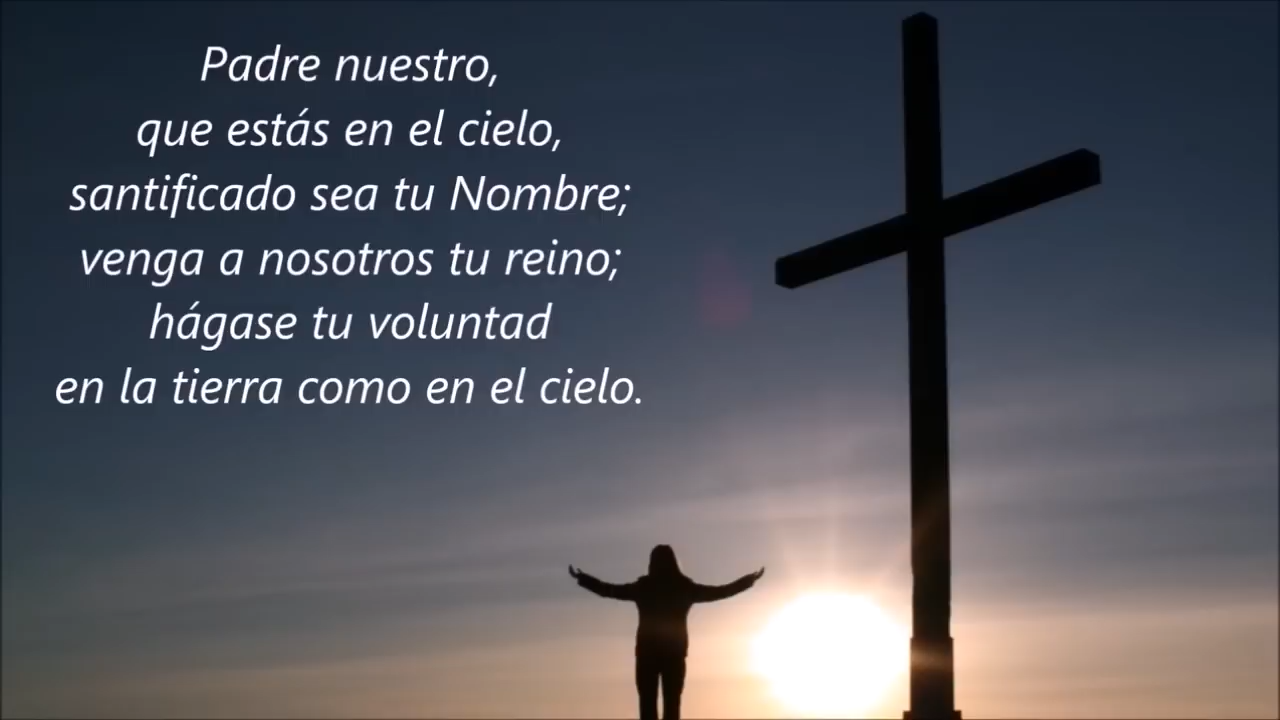 Padre nuestro,
que estás en el cielo,
santificado sea tu Nombre;
venga a nosotros tu reino;
hágase tu voluntad
en la tierra como en el cielo.